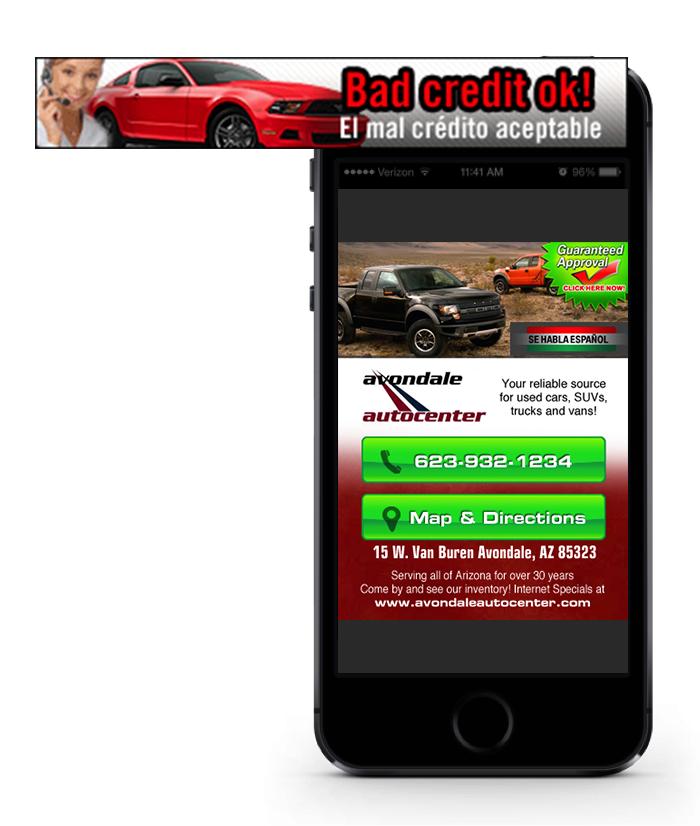 Bad credit ok!
El mal crédito aceptable
Verizon 11:41 AM 96%
Guaranteed
Approval
CLICK HERE NOW!
SE HABLA ESPAÑOL
avondale
autocenter
Your reliable source
for used cars, SUVs,
trucks and vans!
623-932-1234
Map & Directions
15 W. Van Buren Avondale, AZ 85323
Serving all of Arizona for over 30 years
Come by and see our inventory! Internet Specials at
www.avondaleautocenter.com